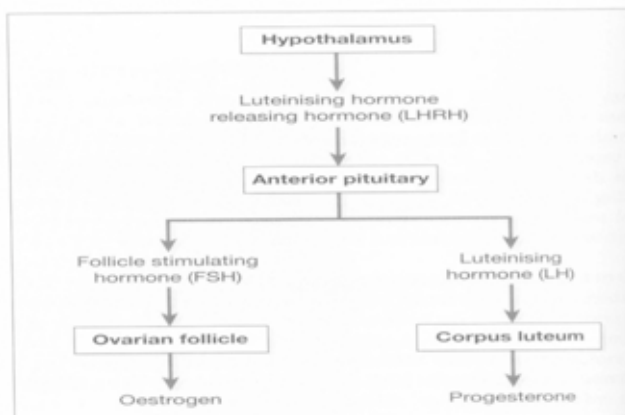 Hypothalamus
Luteinising hormone
releasing hormone (LHRH)
Anterior pituitary
Follicle stimulating
hormone (FSH)
Luteinising
hormone (LH)
Ovarian follicle
Corpus luteum
Oestrogen
Progesterone